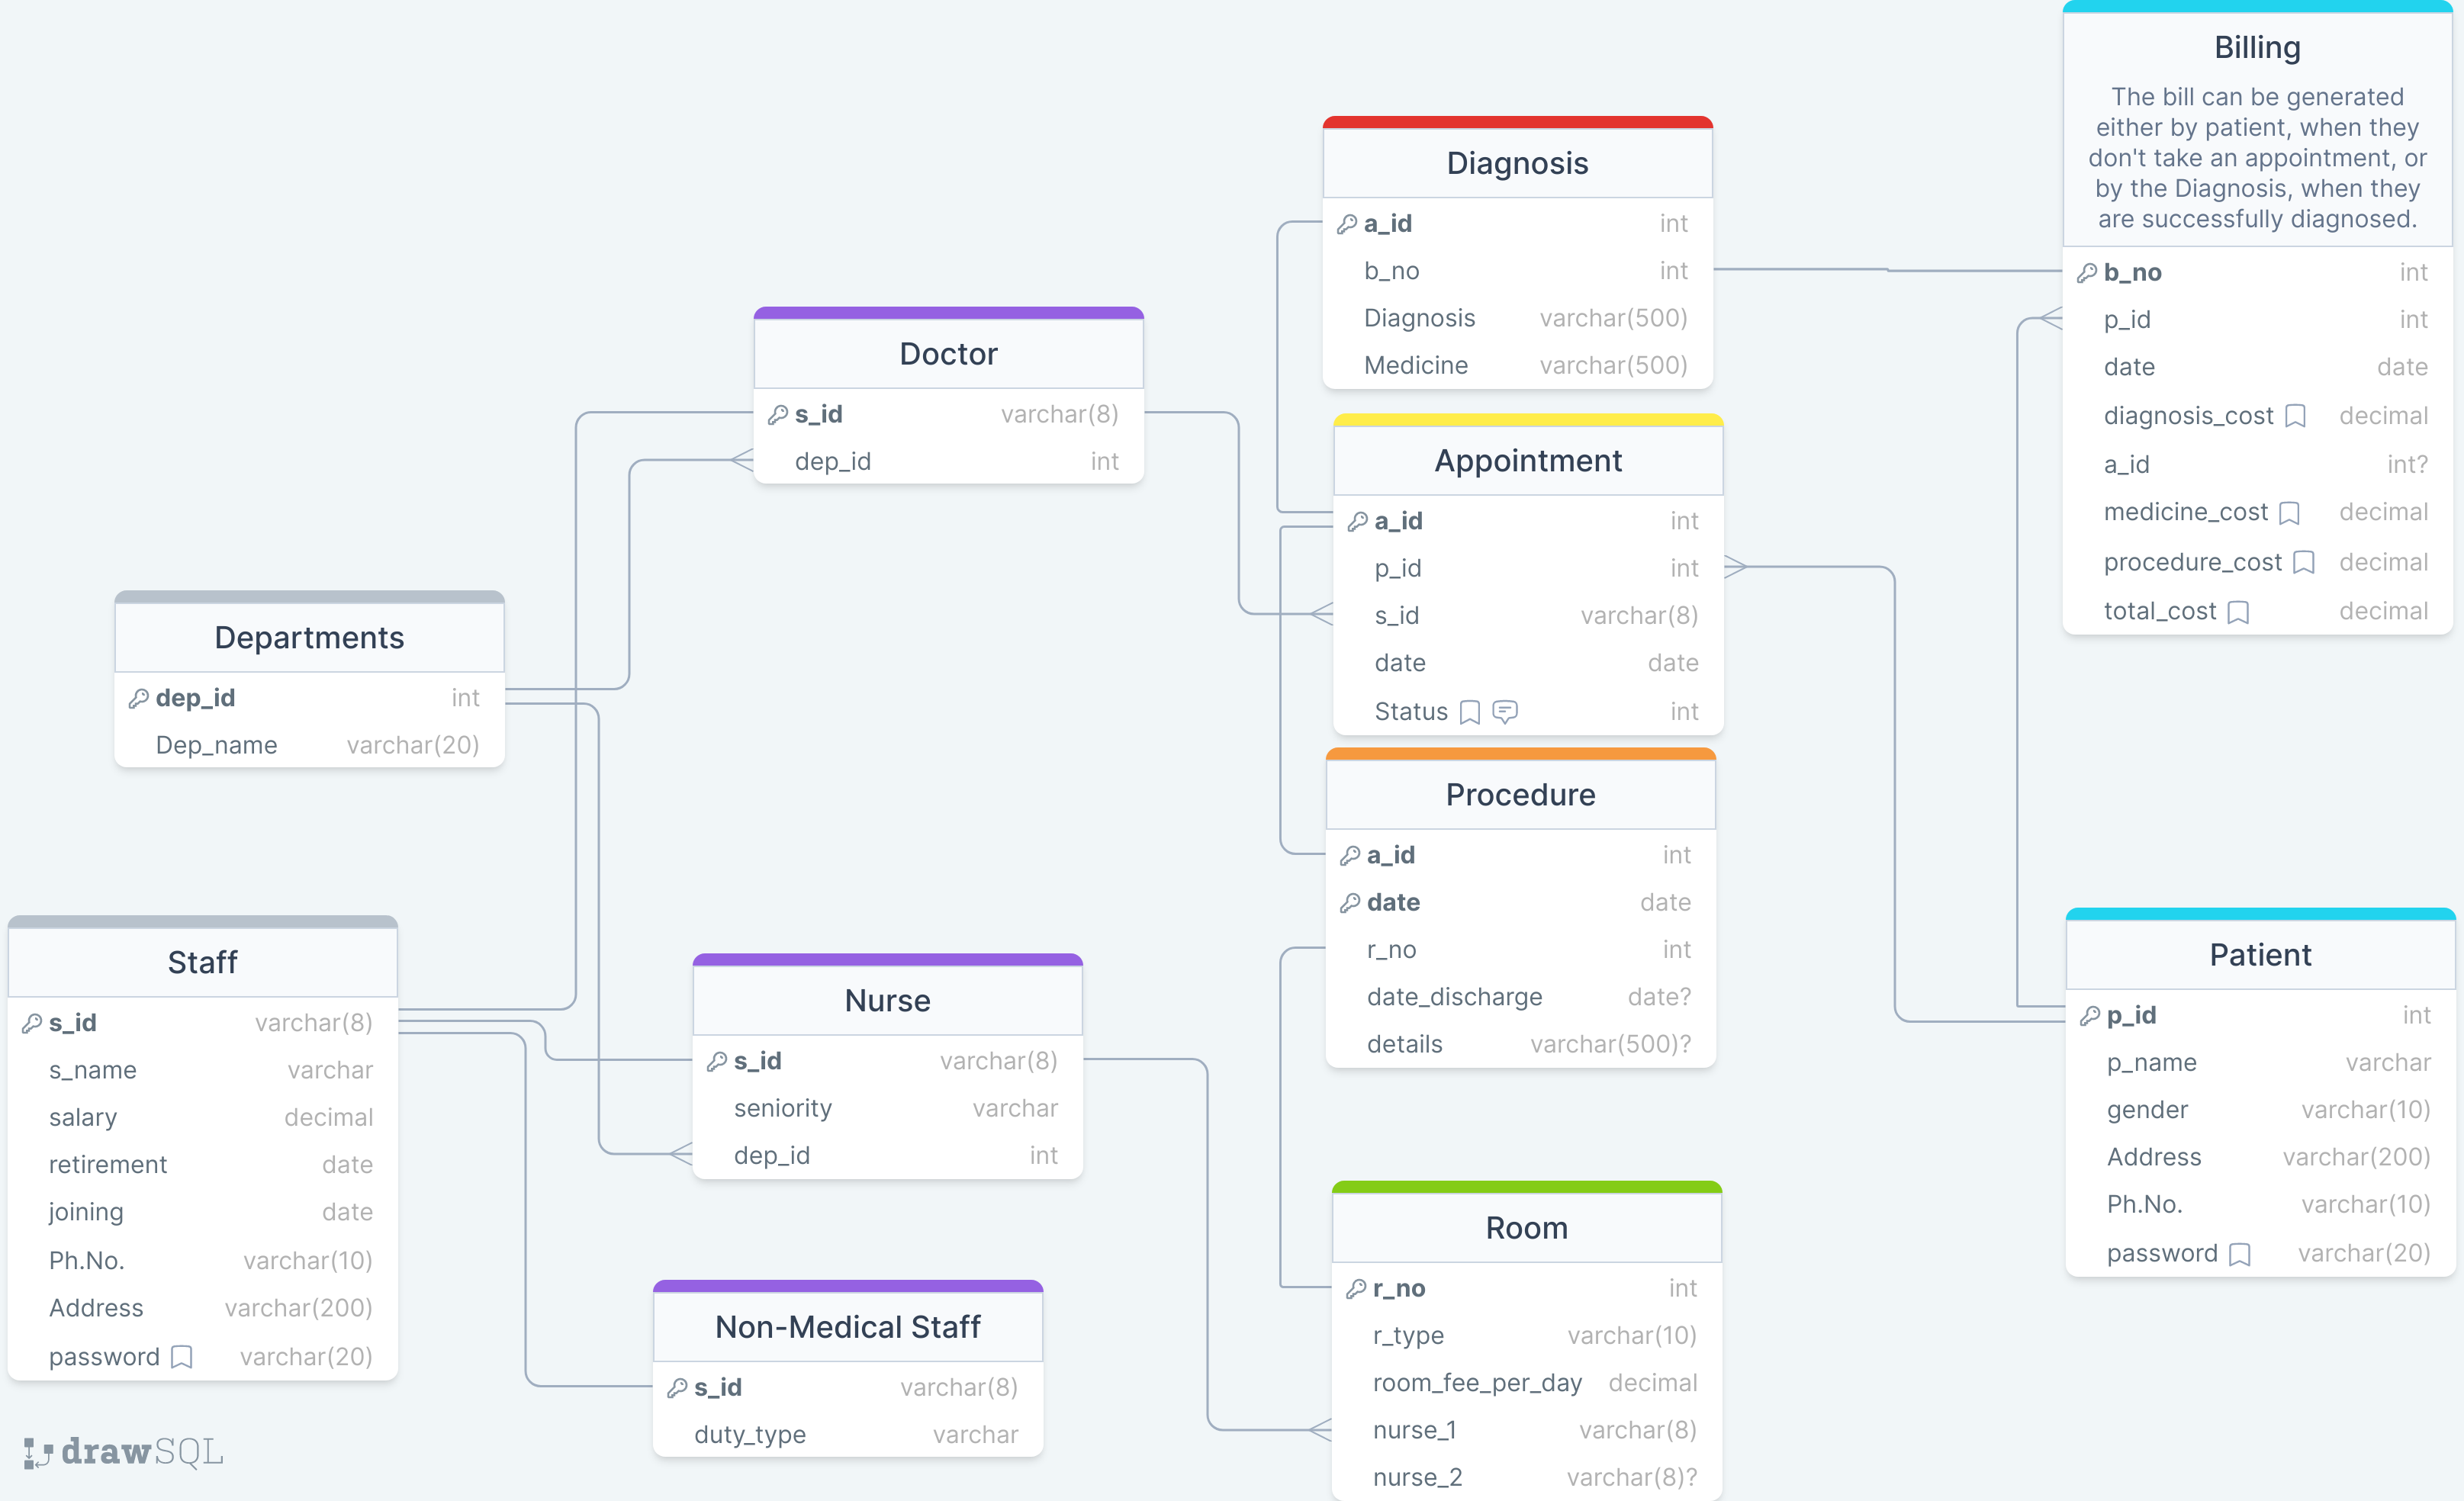 Billing
The bill can be generated
either by patient, when they
don't take an appointment, or
by the Diagnosis, when they
are successfully diagnosed.
b_no int
p_id int
date date
diagnosis_cost decimal
a_id int?
medicine_cost decimal
procedure_cost decimal
total_cost decimal
Diagnosis
a_id int
b_no int
Diagnosis varchar(500)
Medicine varchar(500)
Doctor
s_id varchar(8)
dep_id int
Appointment
a_id int
p_id int
s_id varchar(8)
date date
Status int
Departments
dep_id int
Dep_name varchar(20)
Procedure
a_id int
date date
r_no int
date_discharge date?
details varchar(500)?
Staff
s_id varchar(8)
s_name varchar
salary decimal
retirement date
joining date
Ph.No. varchar(10)
Address varchar(200)
password varchar(20)
Nurse
s_id varchar(8)
seniority varchar
dep_id int
Patient
p_id int
p_name varchar
gender varchar(10)
Address varchar(200)
Ph.No. varchar(10)
password varchar(20)
Room
r_no int
r_type varchar(10)
room_fee_per_day decimal
nurse_1 varchar(8)
nurse_2 varchar(8)?
Non-Medical Staff
s_id varchar(8)
duty_type varchar
drawSQL